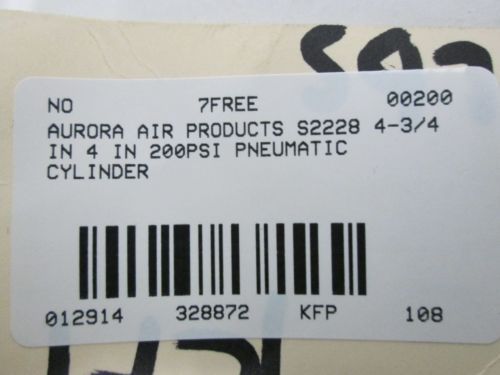 NO 7FREE 00200
AURORA AIR PRODUCTS S2228 4-3/4
IN 4 IN 200PSI PNEUMATIC
CYLINDER
012914 328872 KFP 108